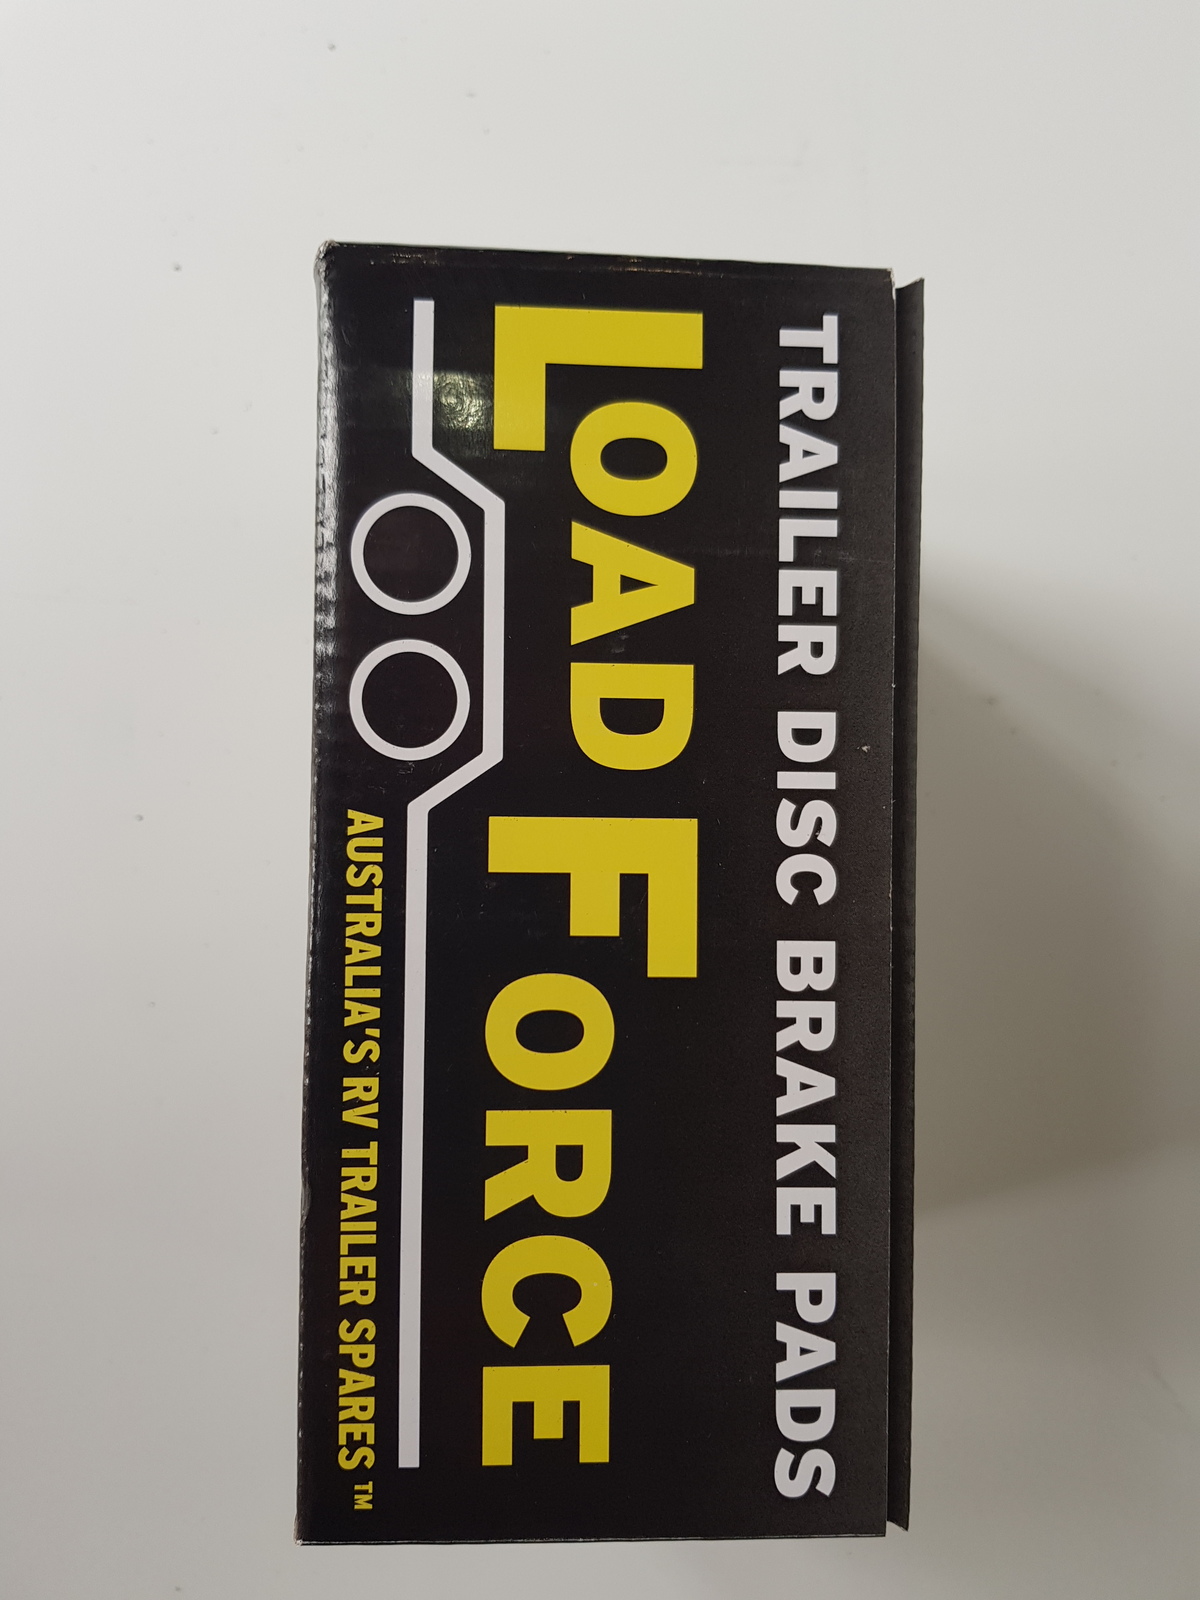 TRAILER DISC BRAKE PADS
LOAD FORCE
AUSTRALIA'S RV TRAILER SPARES™